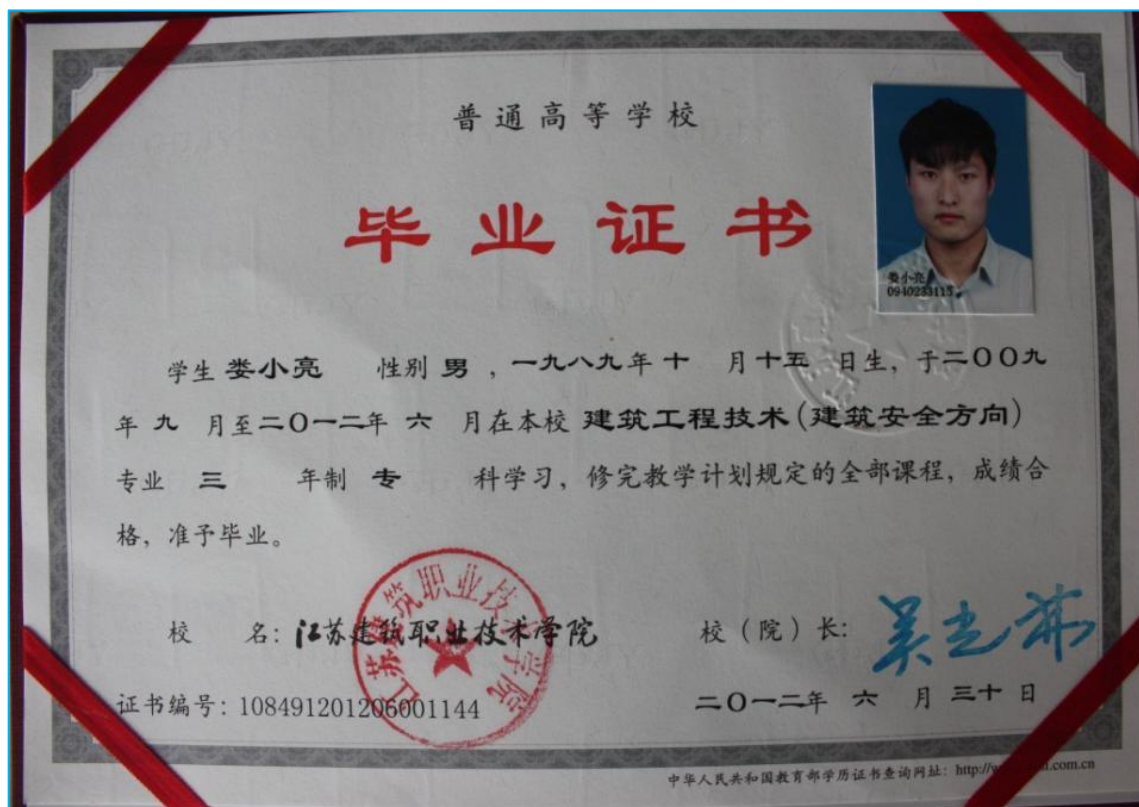 普通高等学校
毕业证书
娄小亮
0940233115
学生 娄小亮 性别 男 , 一九八九年 十 月 十五 日生, 于二〇〇九
年 九 月至二〇一二年 六 月在本校 建筑工程技术(建筑安全方向)
专业 三 年制 专 科学习, 修完教学计划规定的全部课程, 成绩合
格, 准予毕业。
江苏建筑职业技术学院
校 名: 江苏建筑职业技术学院 校(院)长:
证书编号: 108491201206001144 二〇一二年 六 月 三十 日
中华人民共和国教育部学历证书查询网址: http://w
.com.cn